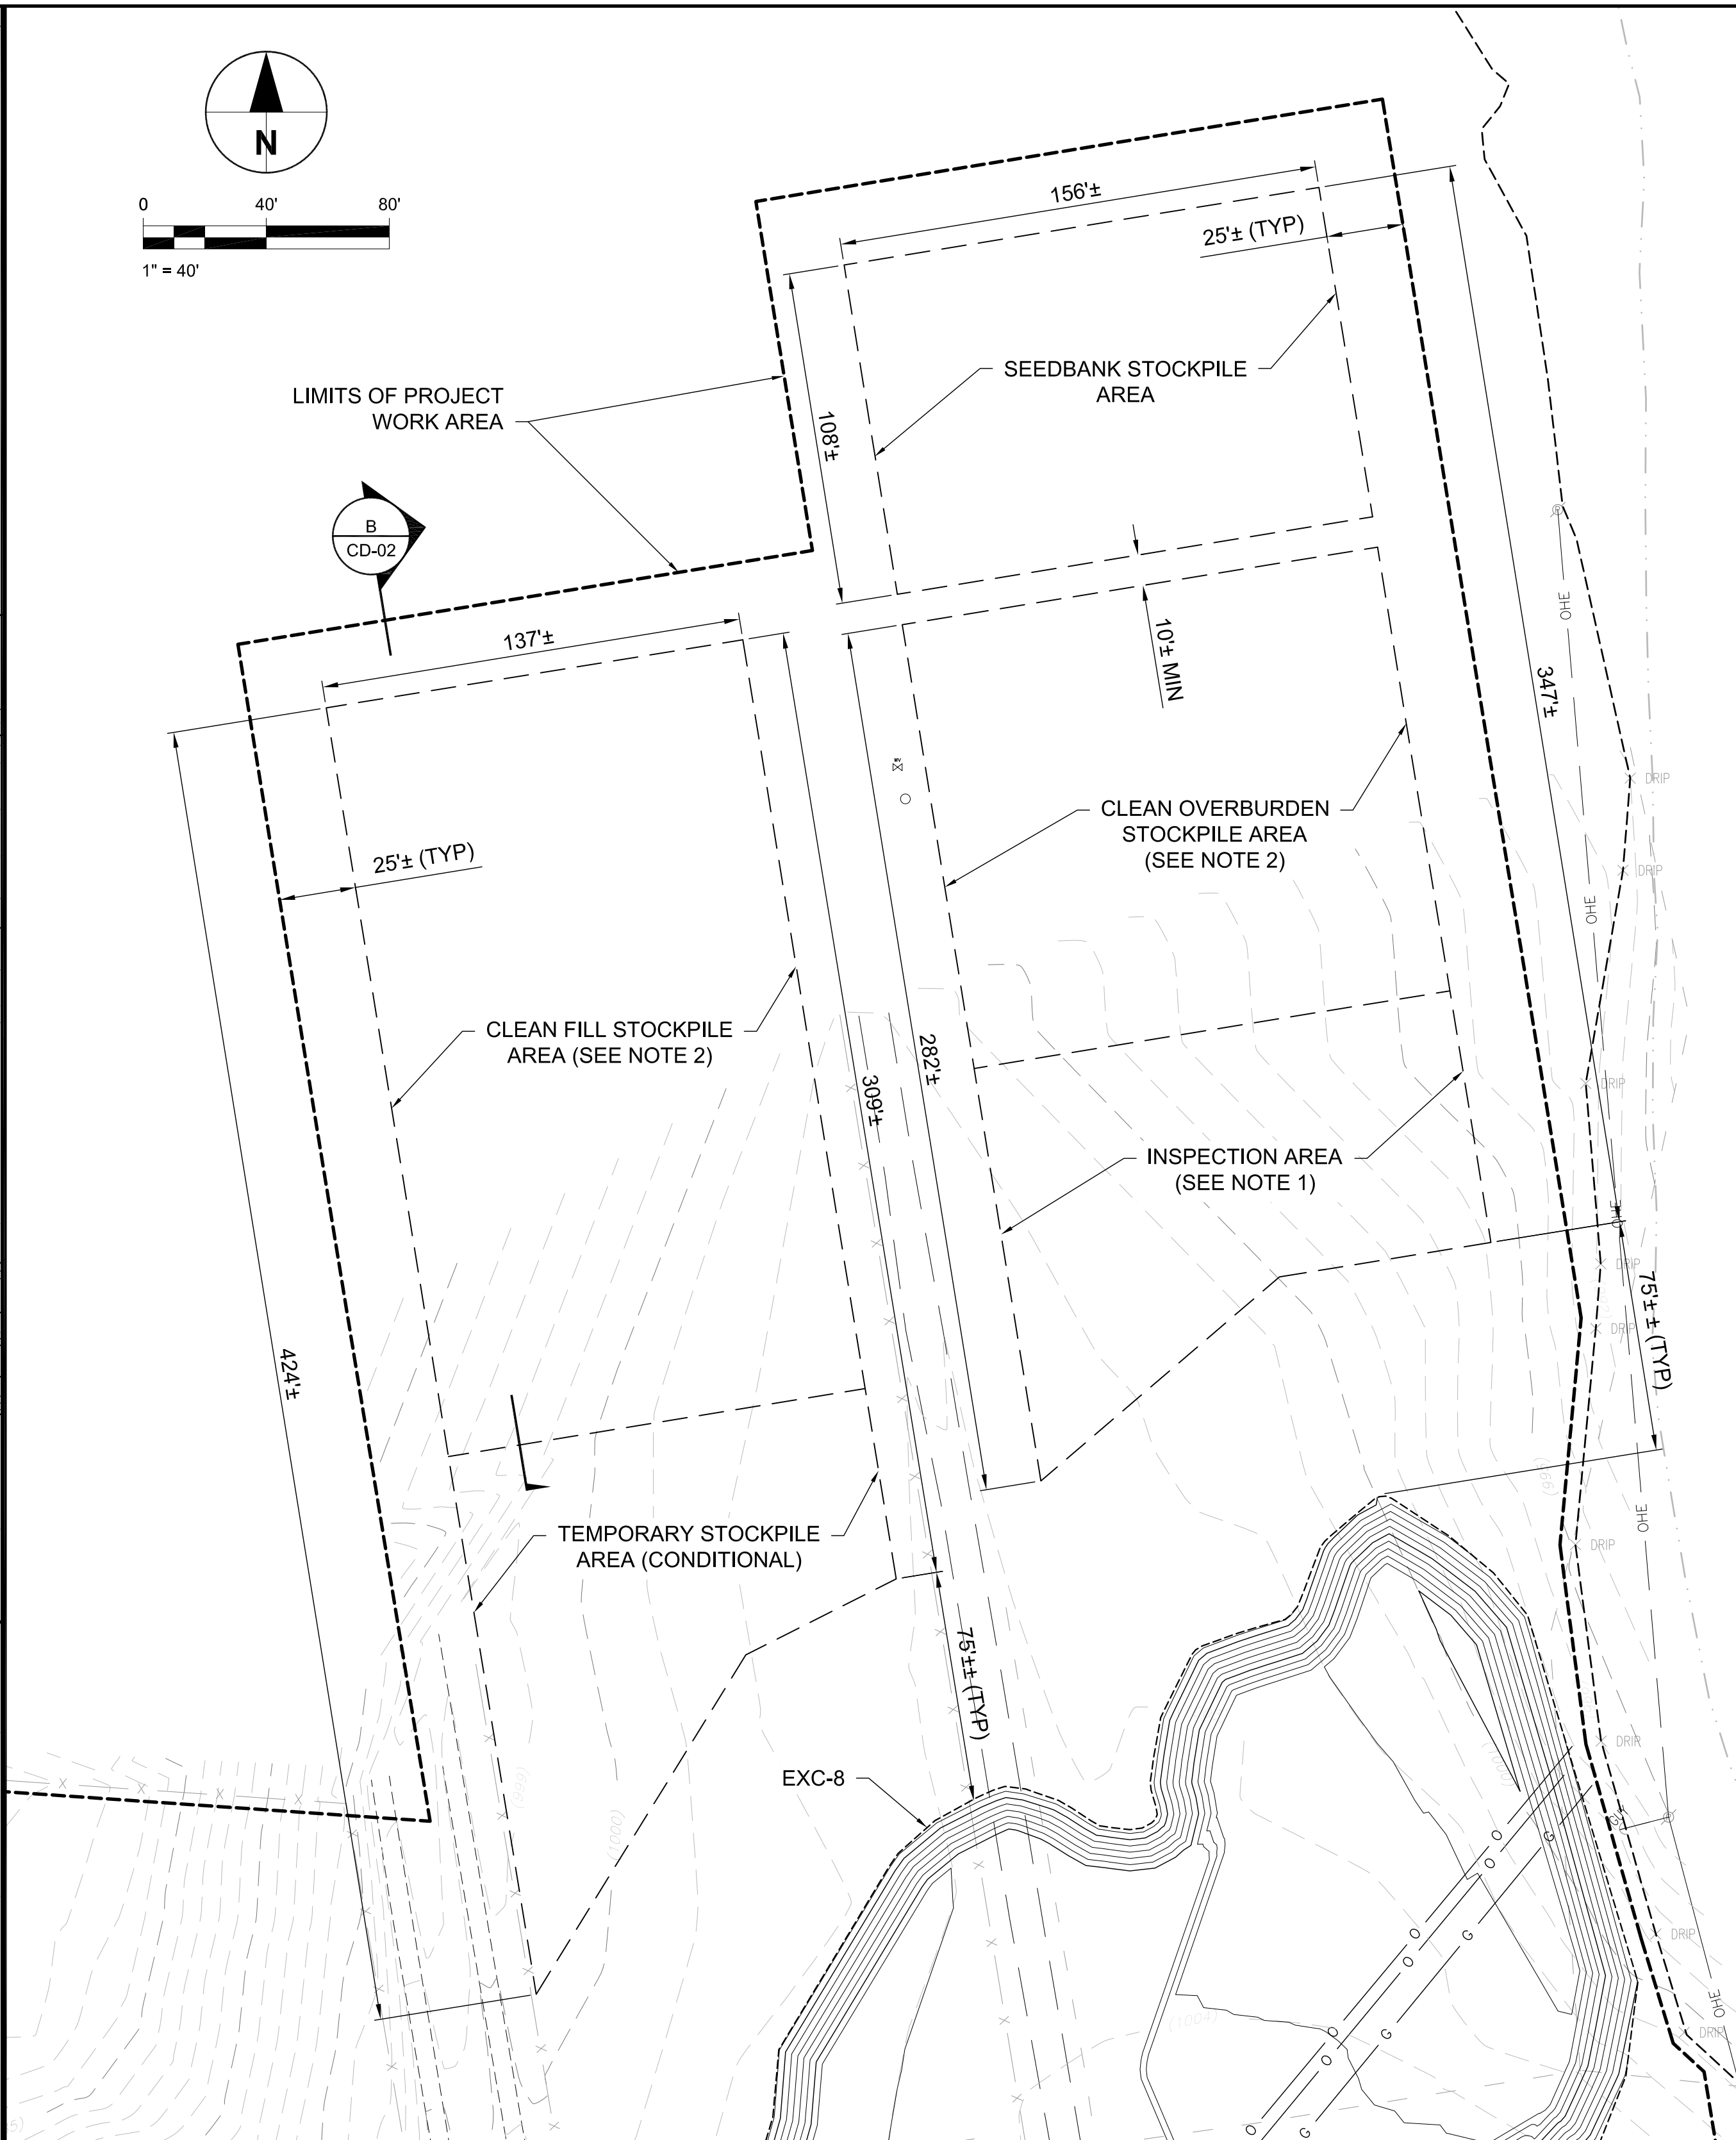 N
0 40' 80'
1" = 40'
156'±
25'± (TYP)
SEEDBANK STOCKPILE
AREA
LIMITS OF PROJECT
WORK AREA
108'±
B
CD-02
137'±
10'± MIN
347'±
OHE
DRIP
CLEAN OVERBURDEN
STOCKPILE AREA
(SEE NOTE 2)
25'± (TYP)
DRIP
OHE
CLEAN FILL STOCKPILE
AREA (SEE NOTE 2)
282'±
309'±
DRIP
INSPECTION AREA
(SEE NOTE 1)
OHE
DRIP
75'±± (TYP)
DRIP
424'±
OHE
TEMPORARY STOCKPILE
AREA (CONDITIONAL)
DRIP
75'±± (TYP)
DRIP
EXC-8
(1000)
O
O
G
O
G
O
DRIP
OHE
(1004)
O
G
O
DRIP
O
G